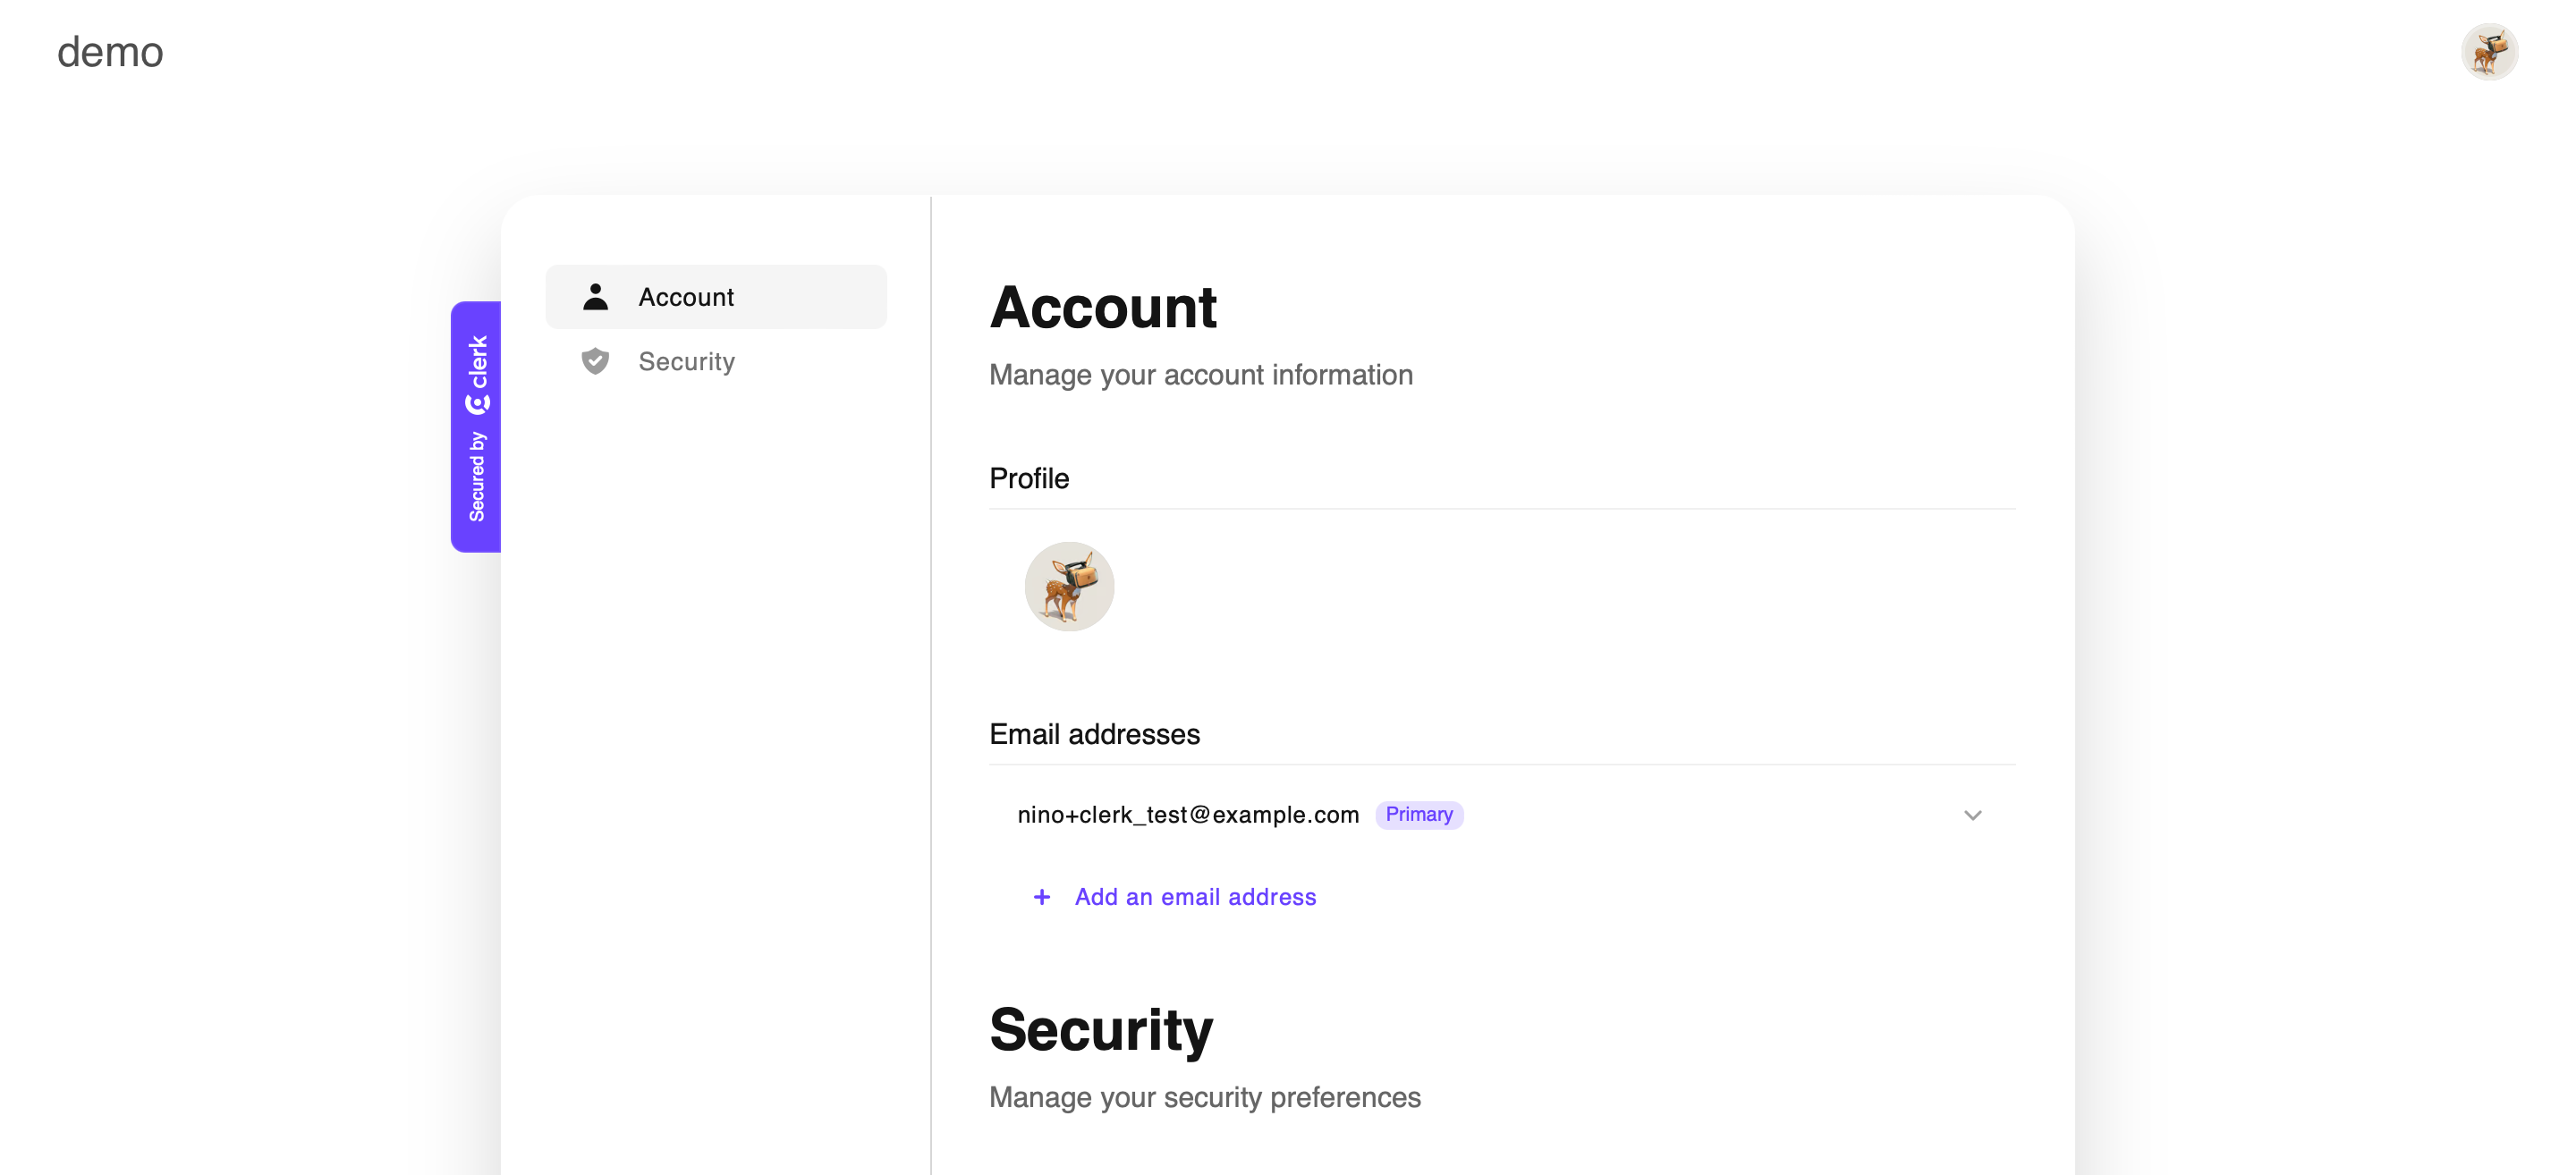 demo
Secured by clerk
Account
Security
Account
Manage your account information
Profile
Email addresses
nino+clerk_test@example.com Primary
+ Add an email address
Security
Manage your security preferences